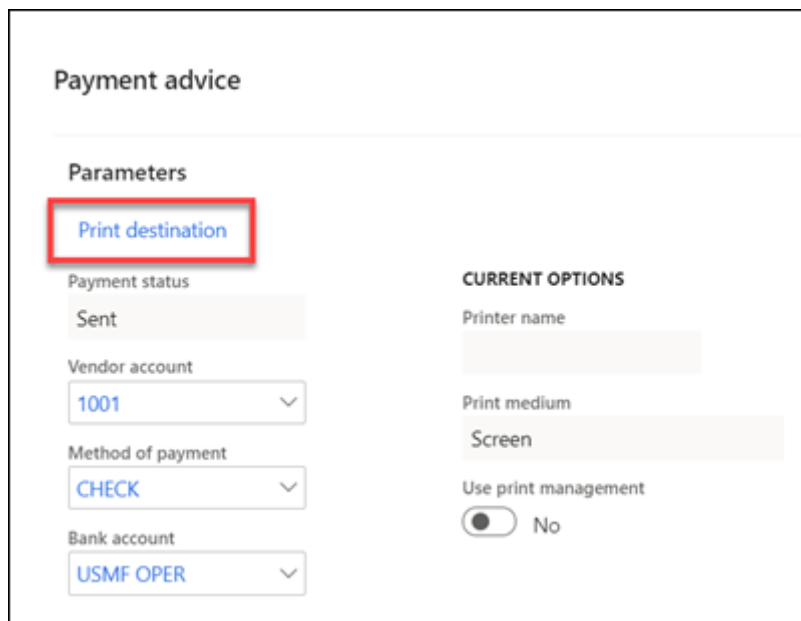 Payment advice
Parameters
Print destination
Payment status
Sent
Vendor account
1001
Method of payment
CHECK
Bank account
USMF OPER
CURRENT OPTIONS
Printer name
Print medium
Screen
Use print management
No